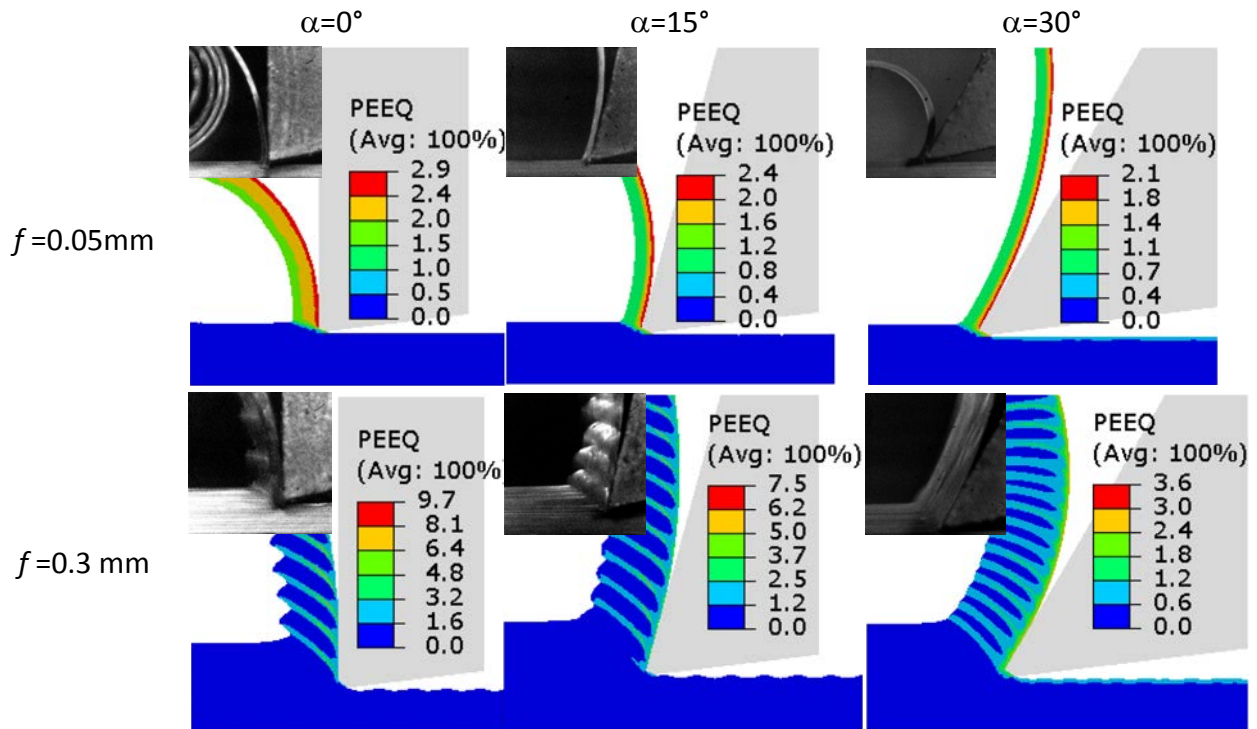 α=0° α=15° α=30°
f =0.05mm
PEEQ
(Avg: 100%)
2.9
2.4
2.0
1.5
1.0
0.5
0.0
PEEQ
(Avg: 100%)
2.4
2.0
1.6
1.2
0.8
0.4
0.0
PEEQ
(Avg: 100%)
2.1
1.8
1.4
1.1
0.7
0.4
0.0
f =0.3 mm
PEEQ
(Avg: 100%)
9.7
8.1
6.4
4.8
3.2
1.6
0.0
PEEQ
(Avg: 100%)
7.5
6.2
5.0
3.7
2.5
1.2
0.0
PEEQ
(Avg: 100%)
3.6
3.0
2.4
1.8
1.2
0.6
0.0